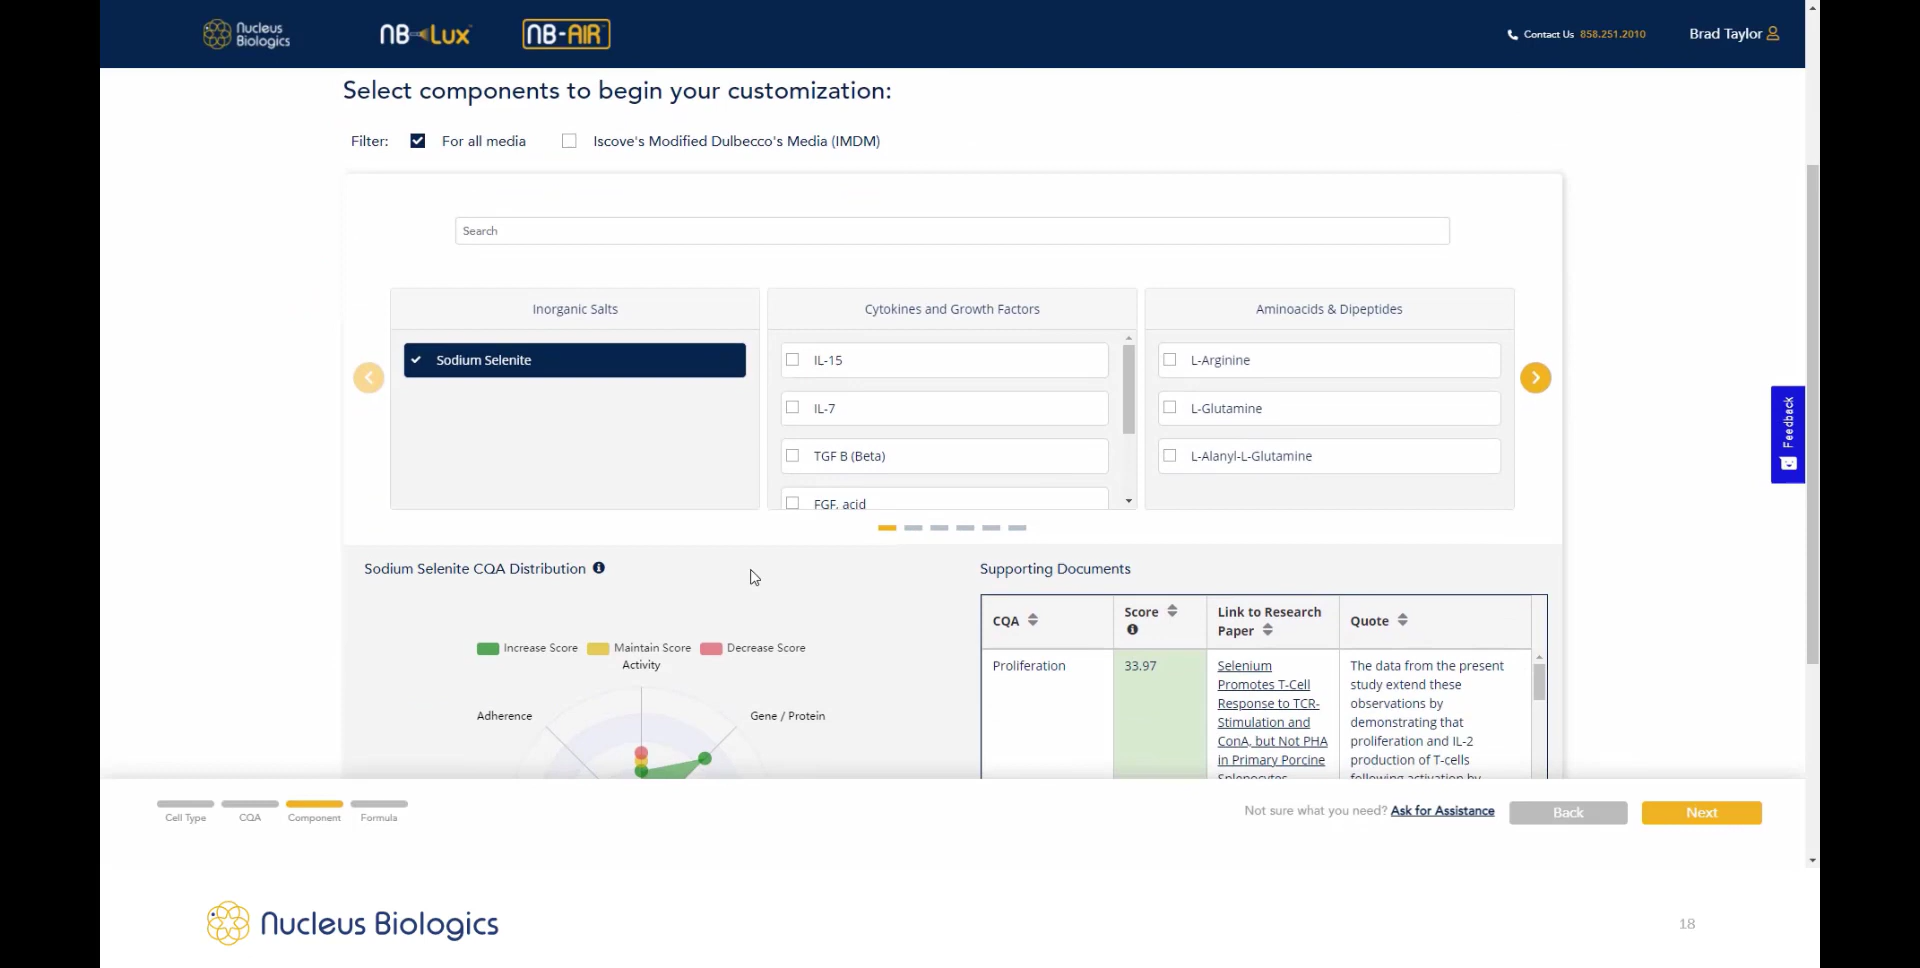 Nucleus Biologics
NB-Lux
NB-AIR
Contact Us 858.251.2010
Brad Taylor
Select components to begin your customization:
Filter: For all media Iscove's Modified Dulbecco's Media (IMDM)
Search
Inorganic Salts
Sodium Selenite
Cytokines and Growth Factors
IL-15
IL-7
TGF B (Beta)
FGF, acid
Aminoacids & Dipeptides
L-Arginine
L-Glutamine
L-Alanyl-L-Glutamine
Feedback
Sodium Selenite CQA Distribution
Increase Score Maintain Score Decrease Score
Activity
Adherence
Gene / Protein
Supporting Documents
CQA
Score
Link to Research
Paper
Quote
Proliferation
33.97
Selenium
Promotes T-Cell
Response to TCR-
Stimulation and
ConA, but Not PHA
in Primary Porcine
Splenocytes
The data from the present
study extend these
observations by
demonstrating that
proliferation and IL-2
production of T-cells
following activation by
Cell Type
CQA
Component
Formula
Not sure what you need? Ask for Assistance
Back
Next
Nucleus Biologics
18